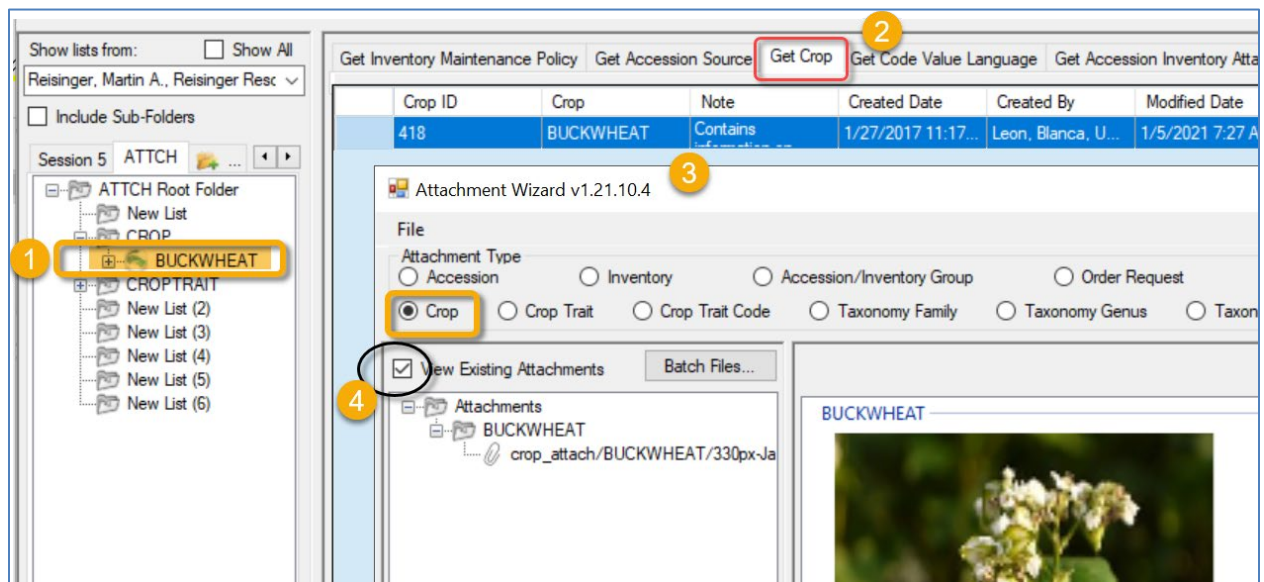 Show lists from: Show All
Reisinger, Martin A., Reisinger Resc
Include Sub-Folders
Session 5 ATTCH ...
ATTCH Root Folder
New List
CROP
1
BUCKWHEAT
CROPTRAIT
New List (2)
New List (3)
New List (4)
New List (5)
New List (6)
2
Get Inventory Maintenance Policy Get Accession Source Get Crop Get Code Value Language Get Accession Inventory Atta
Crop ID Crop Note Created Date Created By Modified Date
418 BUCKWHEAT Contains 1/27/2017 11:17... Leon, Blanca, U... 1/5/2021 7:27 A
information on
3
Attachment Wizard v1.21.10.4
File
Attachment Type
Accession Inventory Accession/Inventory Group Order Request
Crop Crop Trait Crop Trait Code Taxonomy Family Taxonomy Genus Taxon
View Existing Attachments Batch Files...
4
Attachments
BUCKWHEAT
crop_attach/BUCKWHEAT/330px-Ja
BUCKWHEAT